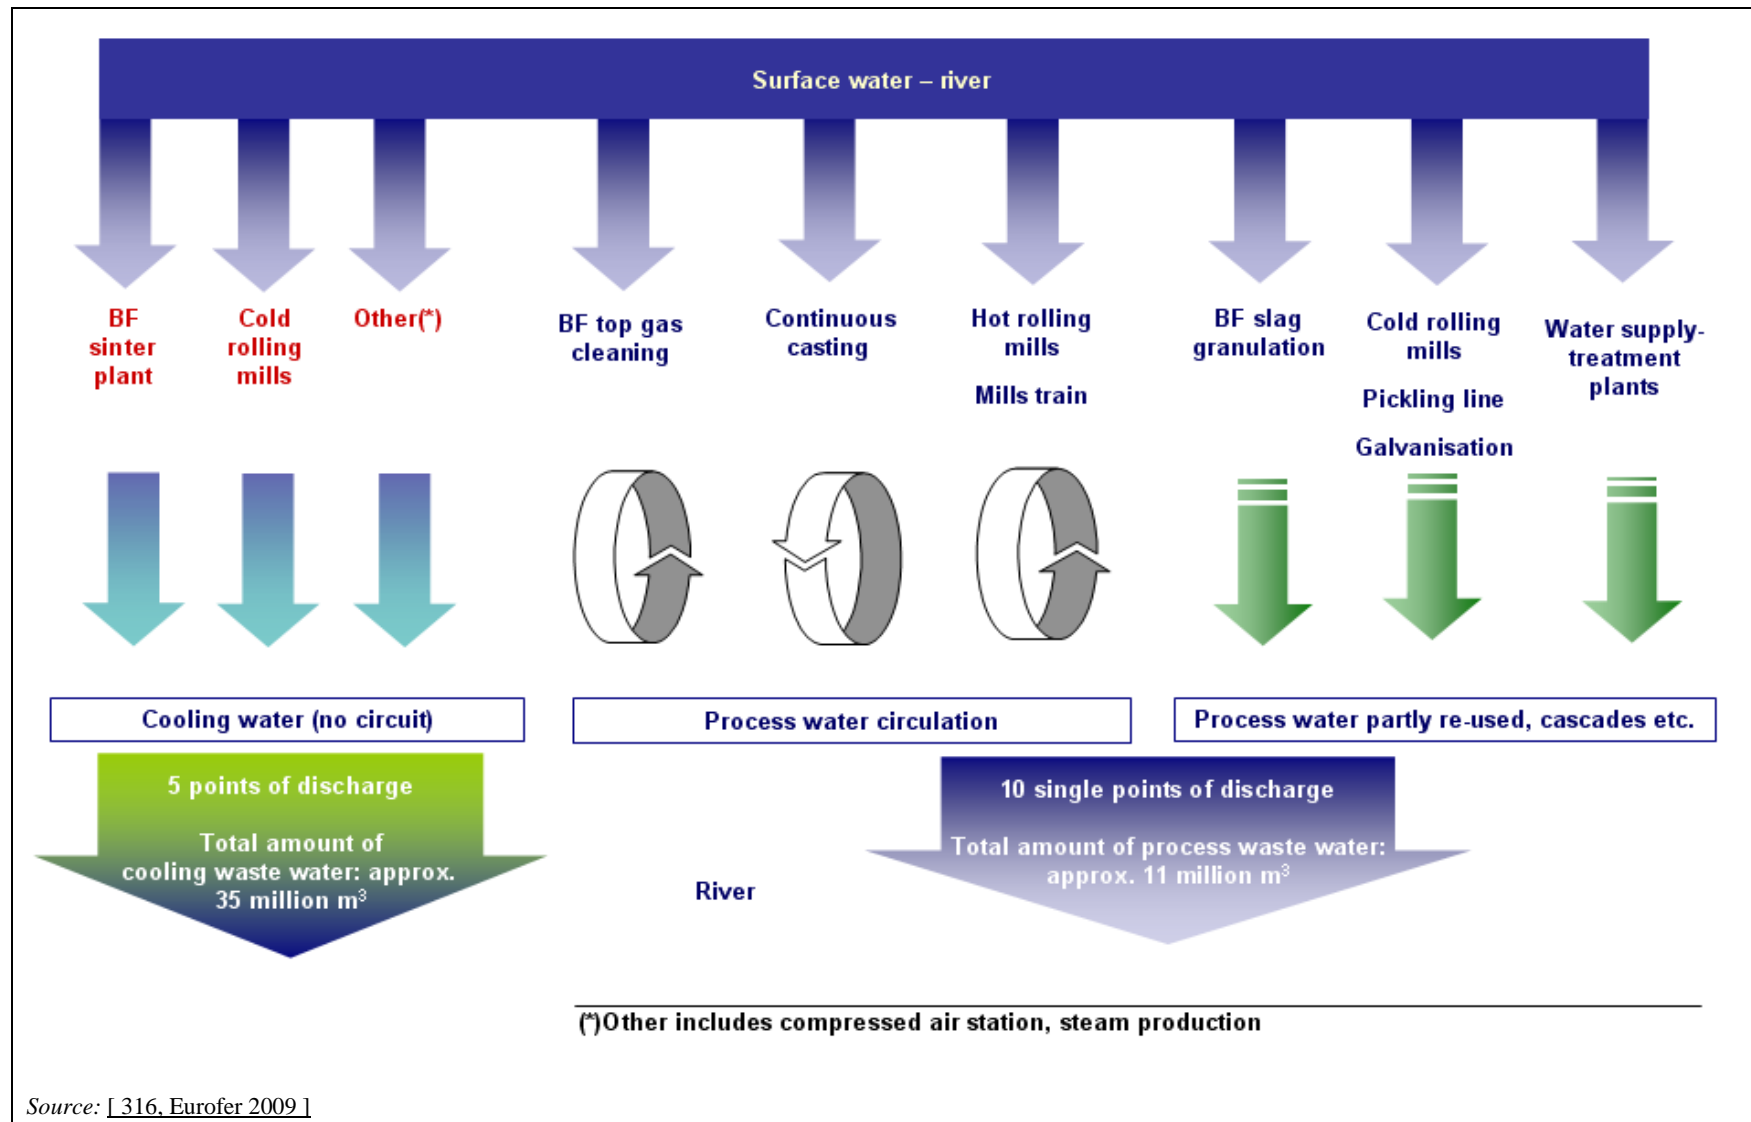 Surface water – river
BF
sinter
plant
Cold
rolling
mills
Other(*)
BF top gas
cleaning
Continuous
casting
Hot rolling
mills
Mills train
BF slag
granulation
Cold rolling
mills
Pickling line
Galvanisation
Water supply-
treatment
plants
Cooling water (no circuit)
Process water circulation
Process water partly re-used, cascades etc.
5 points of discharge
Total amount of
cooling waste water: approx.
35 million m³
River
10 single points of discharge
Total amount of process waste water:
approx. 11 million m³
(*)Other includes compressed air station, steam production
Source: [ 316, Eurofer 2009 ]